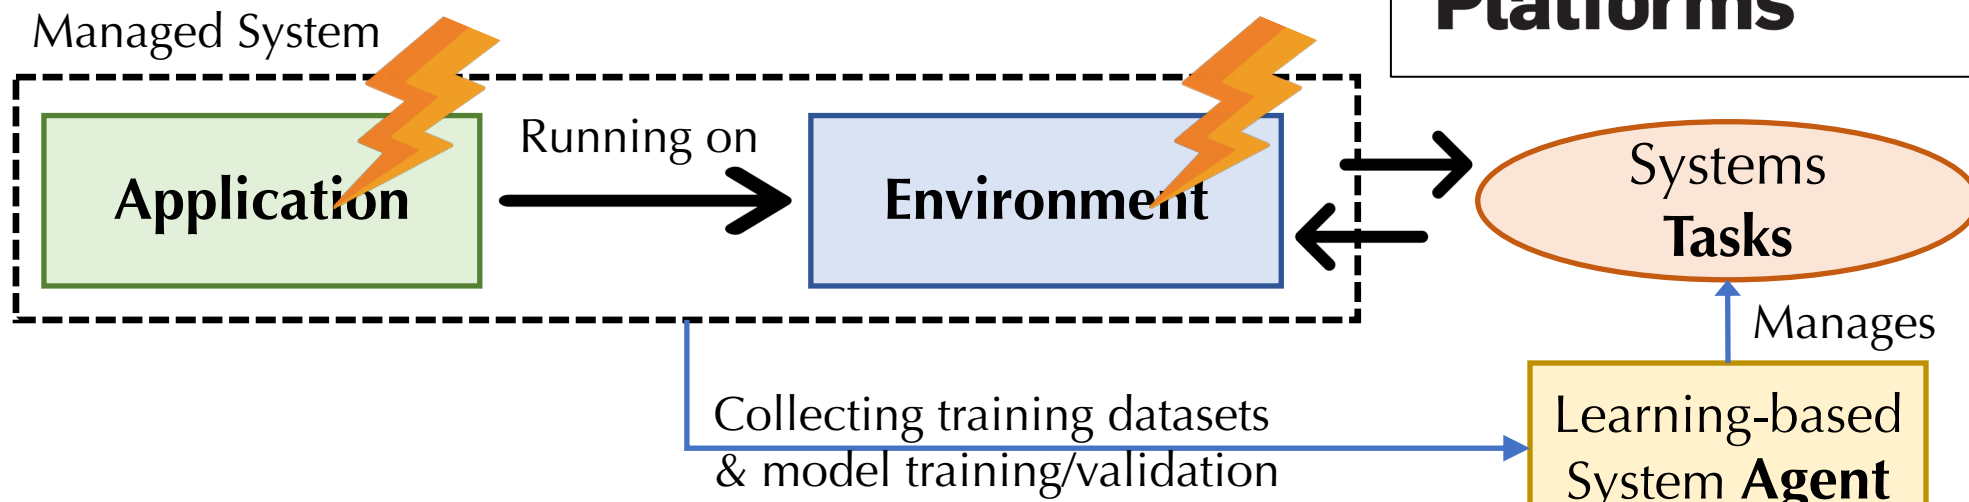 Managed System
Platforms
Application
Running on
Environment
Systems
Tasks
Manages
Collecting training datasets
& model training/validation
Learning-based
System Agent